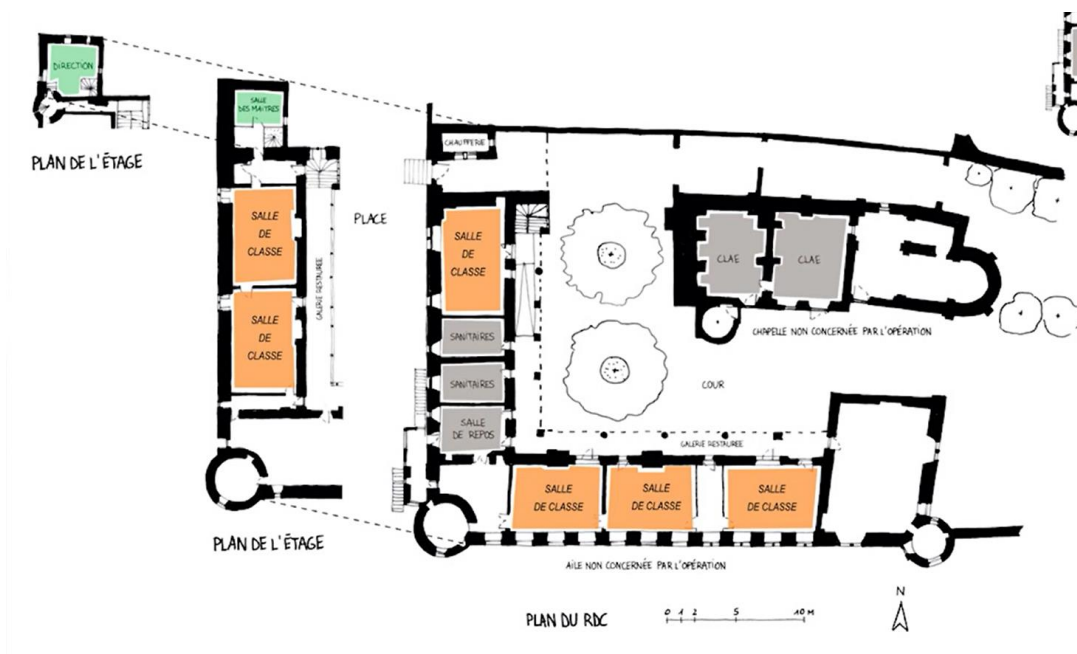 DIRECTION
PLAN DE L'ÉTAGE
SALLE
DES MAITRES
SALLE
DE
CLASSE
SALLE
DE
CLASSE
GALERIE RESTAUREE
PLAN DE L'ÉTAGE
PLACE
CHAUFFERIE
SALLE
DE
CLASSE
SANITAIRES
SANITAIRES
SALLE
DE REPOS
CLAE
CLAE
CHAPELLE NON CONCERNÉE PAR L'OPÉRATION
COUR
GALERIE RESTAUREE
SALLE
DE CLASSE
SALLE
DE CLASSE
SALLE
DE CLASSE
AILE NON CONCERNÉE PAR L'OPÉRATION
PLAN DU RDC
0 1 2 5 10 M
N